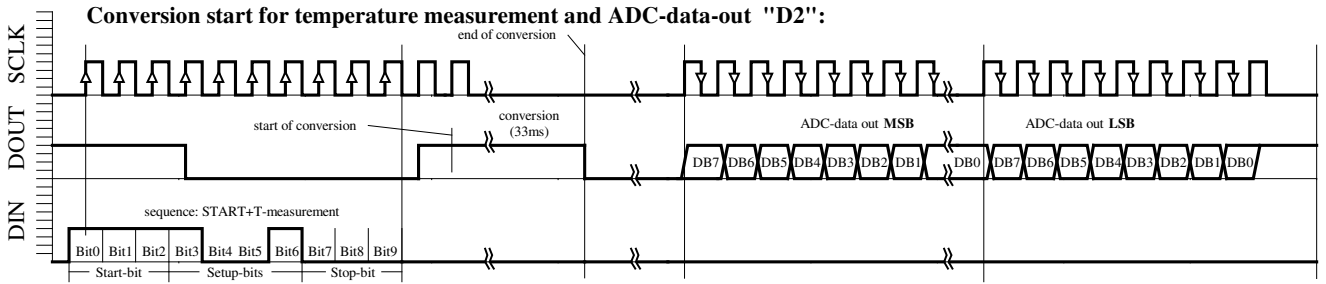 Conversion start for temperature measurement and ADC-data-out "D2":
end of conversion
SCLK
DOUT
start of conversion
conversion
(33ms)
ADC-data out MSB
ADC-data out LSB
DB7 DB6 DB5 DB4 DB3 DB2 DB1 DB0 DB7 DB6 DB5 DB4 DB3 DB2 DB1 DB0
DIN
sequence: START+T-measurement
Bit0 Bit1 Bit2 Bit3 Bit4 Bit5 Bit6 Bit7 Bit8 Bit9
Start-bit Setup-bits Stop-bit